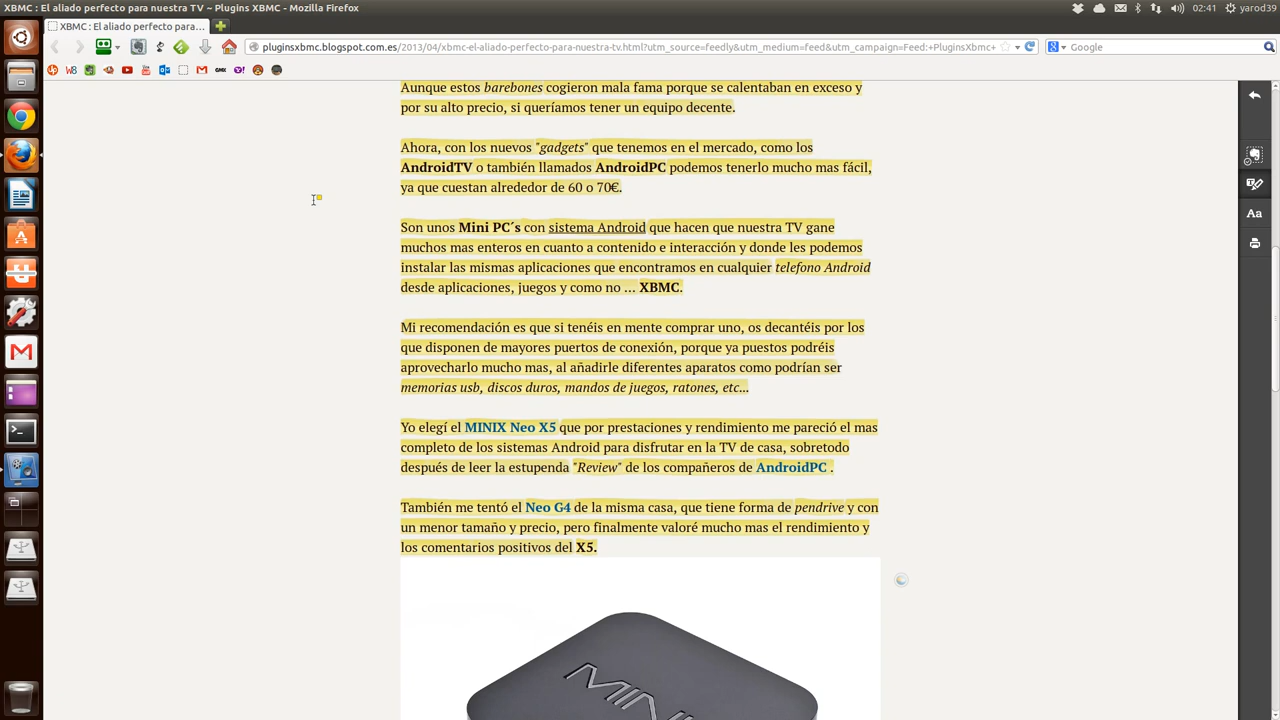 XBMC : El aliado perfecto para nuestra TV ~ Plugins XBMC - Mozilla Firefox
02:41
yarod39
XBMC : El aliado perfecto para…
pluginsxbmc.blogspot.com.es/2013/04/xbmc-el-aliado-perfecto-para-nuestra-tv.html?utm_source=feedly&utm_medium=feed&utm_campaign=Feed:+PluginsXbmc+
Google
Aunque estos barebones cogieron mala fama porque se calentaban en exceso y
por su alto precio, si queríamos tener un equipo decente.
Ahora, con los nuevos "gadgets" que tenemos en el mercado, como los
AndroidTV o también llamados AndroidPC podemos tenerlo mucho mas fácil,
ya que cuestan alrededor de 60 o 70€.
Son unos Mini PC´s con sistema Android que hacen que nuestra TV gane
muchos mas enteros en cuanto a contenido e interacción y donde les podemos
instalar las mismas aplicaciones que encontramos en cualquier telefono Android
desde aplicaciones, juegos y como no ... XBMC.
Mi recomendación es que si tenéis en mente comprar uno, os decantéis por los
que disponen de mayores puertos de conexión, porque ya puestos podréis
aprovecharlo mucho mas, al añadirle diferentes aparatos como podrían ser
memorias usb, discos duros, mandos de juegos, ratones, etc...
Yo elegí el MINIX Neo X5 que por prestaciones y rendimiento me pareció el mas
completo de los sistemas Android para disfrutar en la TV de casa, sobretodo
después de leer la estupenda "Review" de los compañeros de AndroidPC .
También me tentó el Neo G4 de la misma casa, que tiene forma de pendrive y con
un menor tamaño y precio, pero finalmente valoré mucho mas el rendimiento y
los comentarios positivos del X5.
Aa